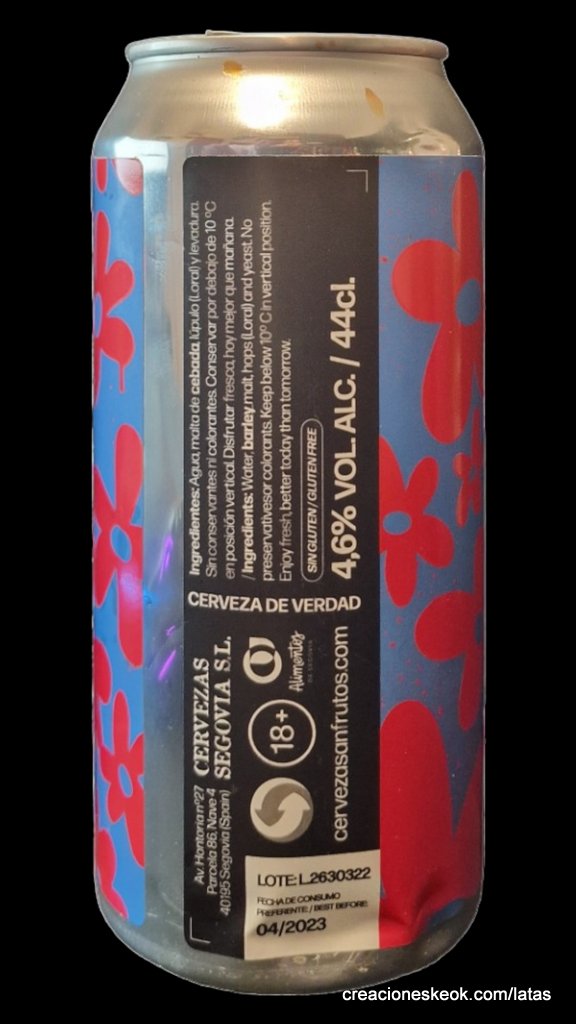 Ingredientes: Agua, malta de cebada, lúpulo (Loral) y levadura.
Sin conservantes ni colorantes. Conservar por debajo de 10 ºC
en posición vertical. Disfrutar fresca, hoy mejor que mañana.
/ Ingredients: Water, barley malt, hops (Loral) and yeast. No
preservatives or colorants. Keep below 10º C in vertical position.
Enjoy fresh, better today than tomorrow.
SIN GLUTEN / GLUTEN FREE
4,6% VOL. ALC. / 44cl.
CERVEZA DE VERDAD
Av. Hontoria nº27
Parcela 86, Nave-4
40195 Segovia (Spain)
CERVEZAS
SEGOVIA S.L.
18+
Alimentos
DE SEGOVIA
cervezasanfrutos.com
LOTE: L.2630322
FECHA DE CONSUMO
PREFERENTE: / BEST BEFORE:
04/2023
creacioneskeok.com/latas